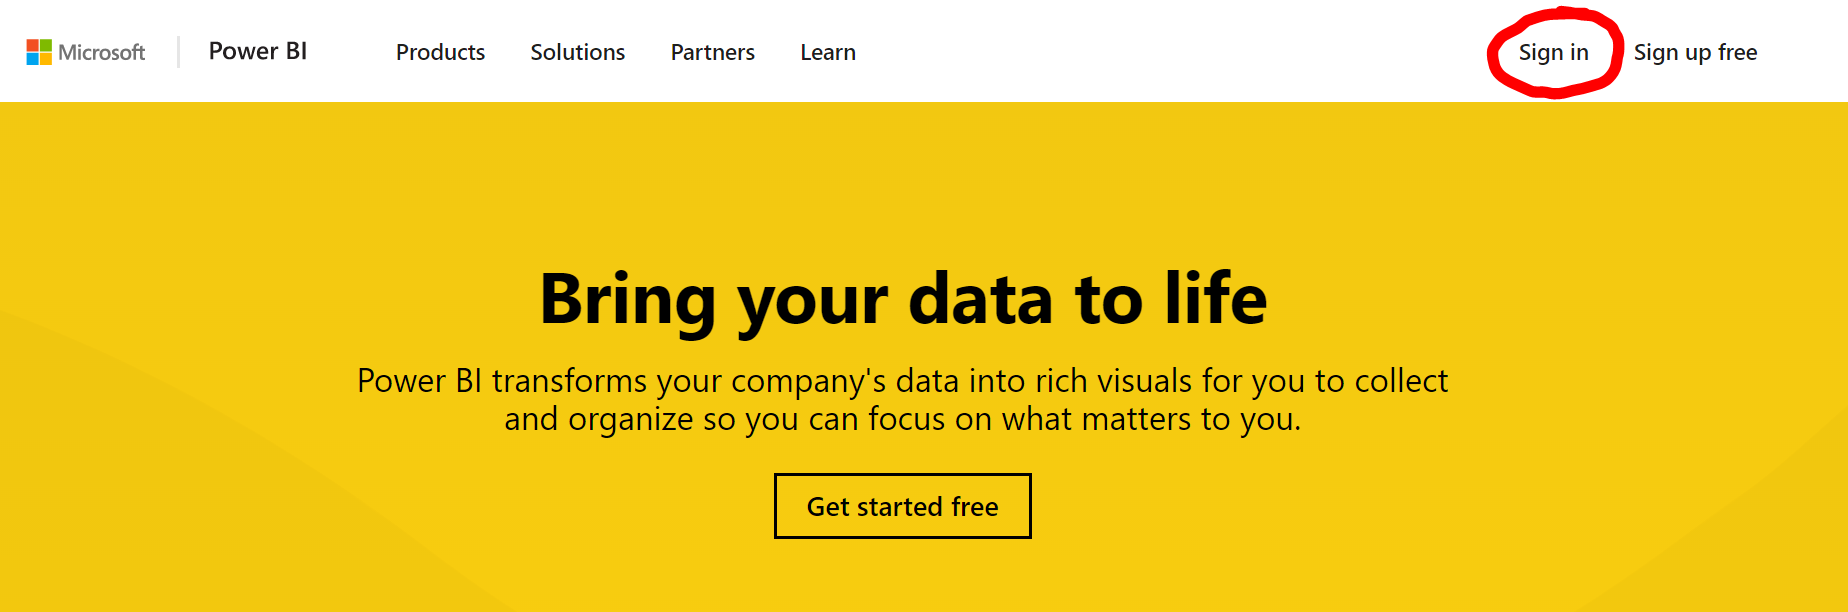 Microsoft Power BI Products Solutions Partners Learn Sign in Sign up free
Bring your data to life
Power BI transforms your company's data into rich visuals for you to collect
and organize so you can focus on what matters to you.
Get started free